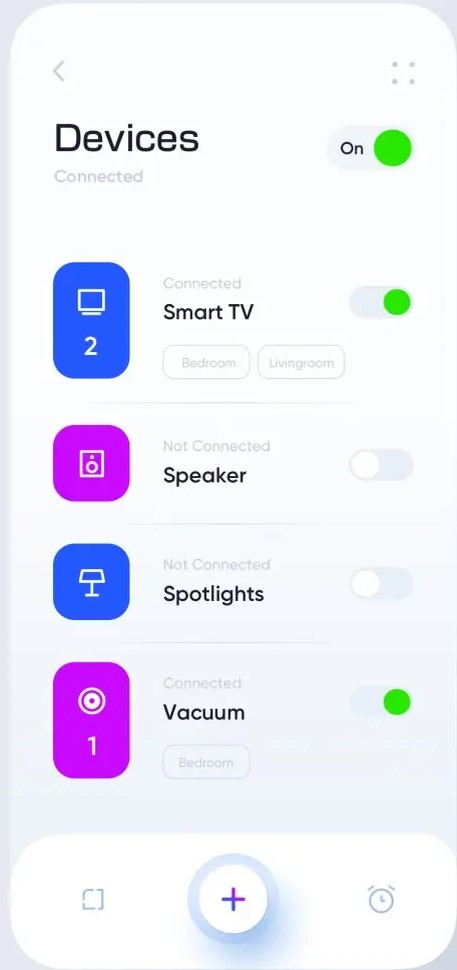 Devices
On
Connected
Connected
Smart TV
2
Bedroom
Livingroom
Not Connected
Speaker
Not Connected
Spotlights
Connected
Vacuum
1
Bedroom